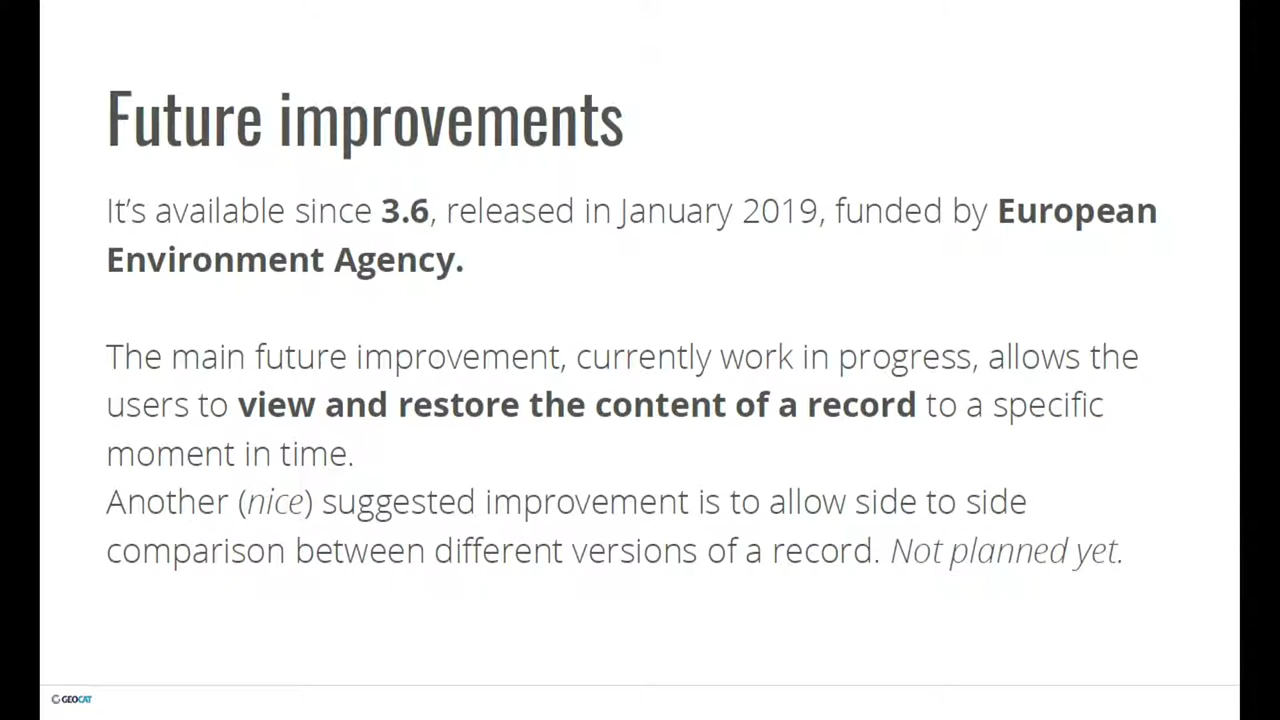 Future improvements
It’s available since 3.6, released in January 2019, funded by European
Environment Agency.
The main future improvement, currently work in progress, allows the
users to view and restore the content of a record to a specific
moment in time.
Another (nice) suggested improvement is to allow side to side
comparison between different versions of a record. Not planned yet.
GEOCAT